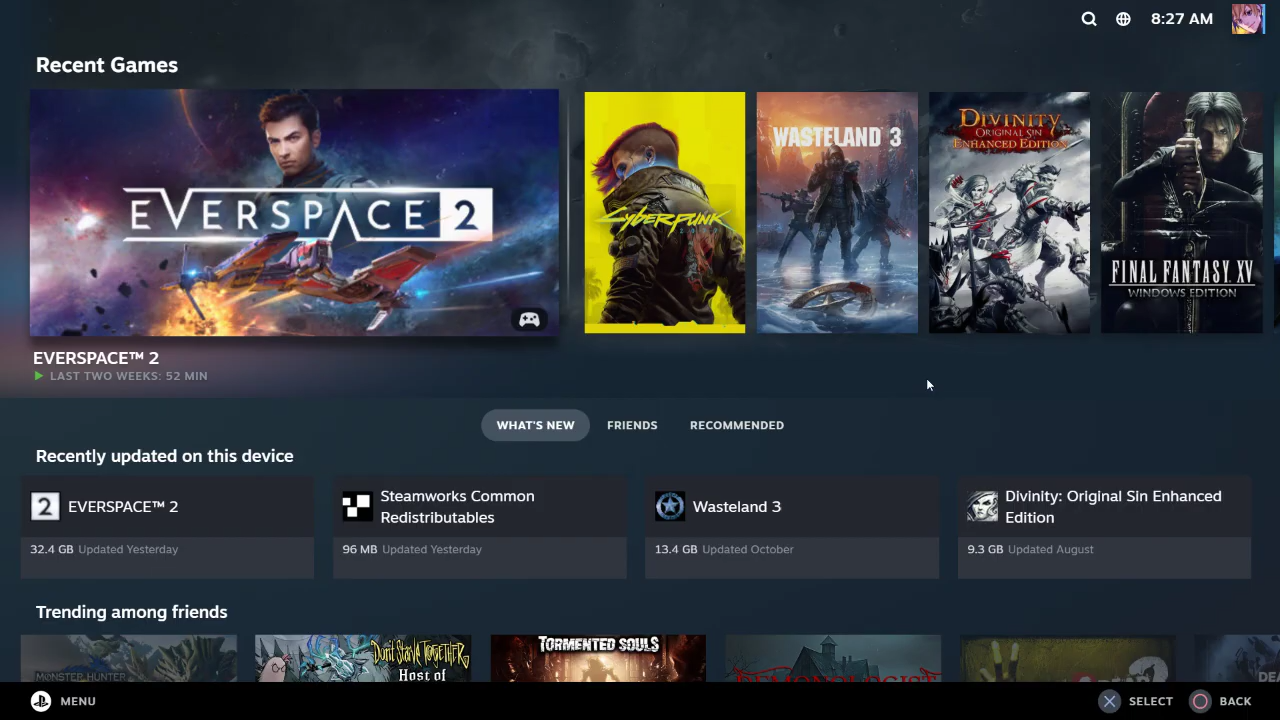 8:27 AM
Recent Games
EVERSPACE 2
Cyberpunk
WASTELAND 3
DIVINITY
ORIGINAL SIN
ENHANCED EDITION
FINAL FANTASY XV
WINDOWS EDITION
EVERSPACE™ 2
LAST TWO WEEKS: 52 MIN
WHAT'S NEW
FRIENDS
RECOMMENDED
Recently updated on this device
2
EVERSPACE™ 2
Steamworks Common
Redistributables
Wasteland 3
Divinity: Original Sin Enhanced
Edition
32.4 GB Updated Yesterday
96 MB Updated Yesterday
13.4 GB Updated October
9.3 GB Updated August
Trending among friends
MONSTER HUNTER
Don't Starve TOGETHER
Host of
TORMENTED SOULS
DEMONOLOGIST
MENU
SELECT
BACK